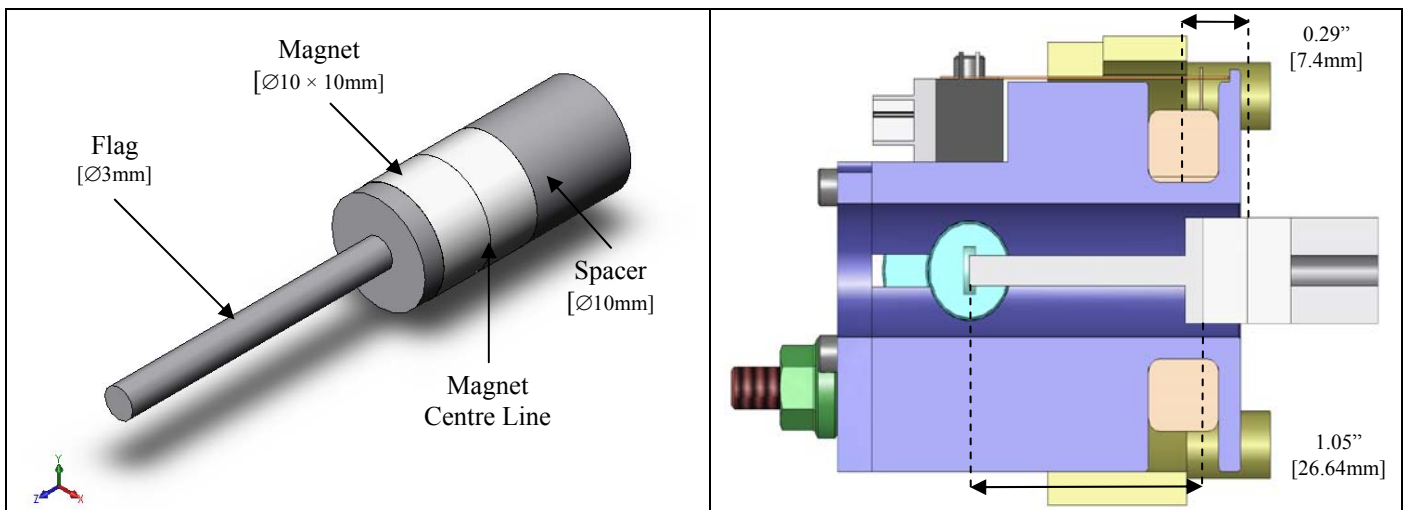 Magnet
[∅10 × 10mm]
Flag
[∅3mm]
Spacer
[∅10mm]
Magnet
Centre Line
Y
Z
X
0.29”
[7.4mm]
1.05”
[26.64mm]